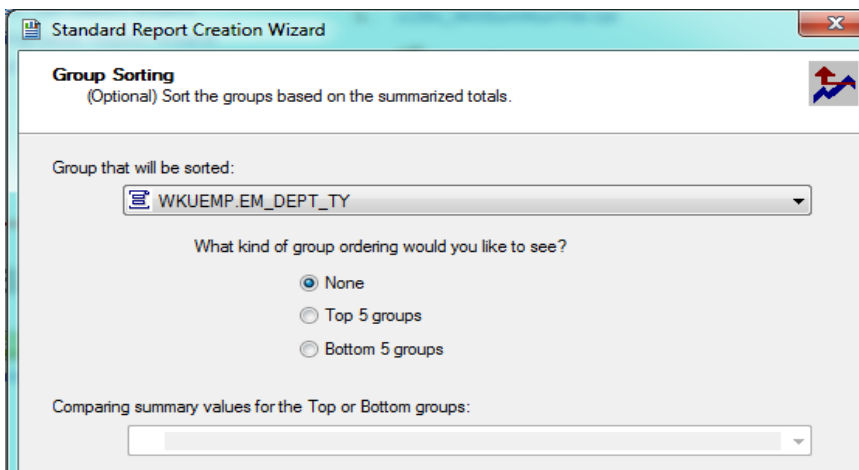 Standard Report Creation Wizard
Group Sorting
(Optional) Sort the groups based on the summarized totals.
Group that will be sorted:
WKUEMP.EM_DEPT_TY
What kind of group ordering would you like to see?
None
Top 5 groups
Bottom 5 groups
Comparing summary values for the Top or Bottom groups: